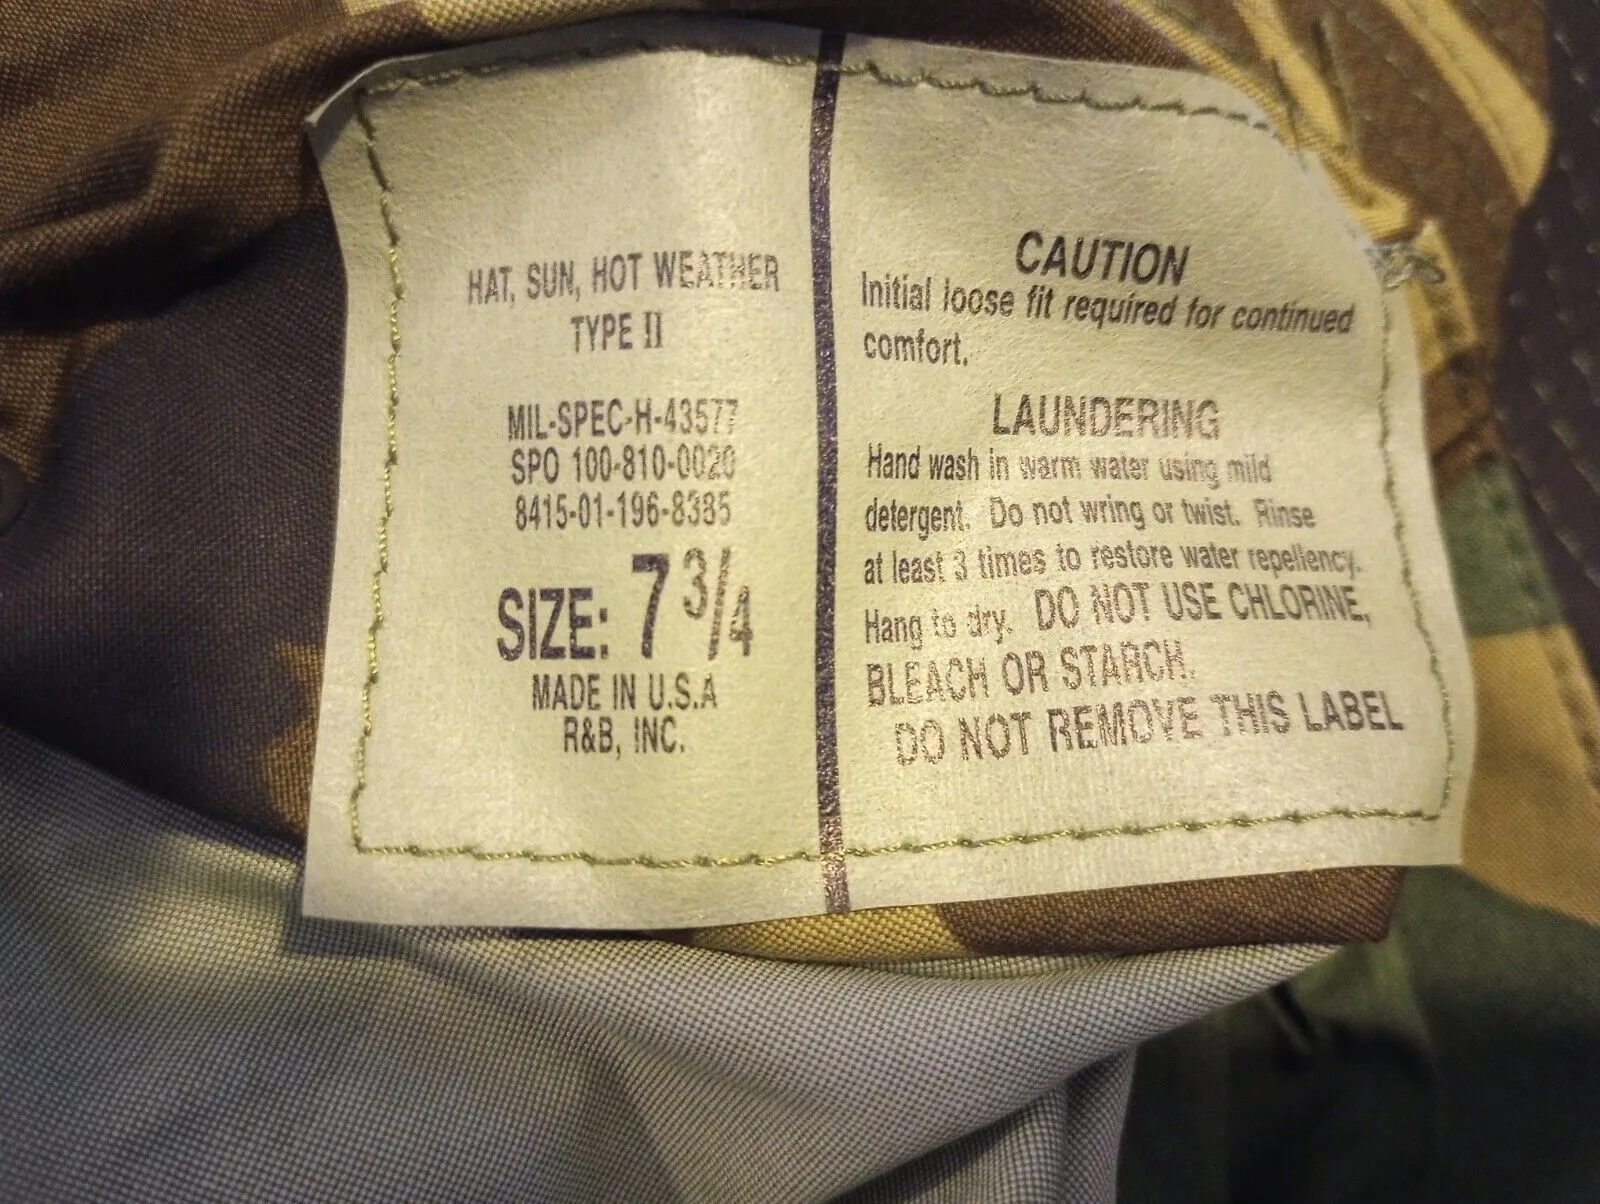 HAT, SUN, HOT WEATHER
TYPE II
MIL-SPEC-H-43577
SPO 100-810-0020
8415-01-196-8385
SIZE: 7 3/4
MADE IN U.S.A
R&B, INC.
CAUTION
Initial loose fit required for continued
comfort.
LAUNDERING
Hand wash in warm water using mild
detergent. Do not wring or twist. Rinse
at least 3 times to restore water repellency.
Hang to dry. DO NOT USE CHLORINE,
BLEACH OR STARCH.
DO NOT REMOVE THIS LABEL